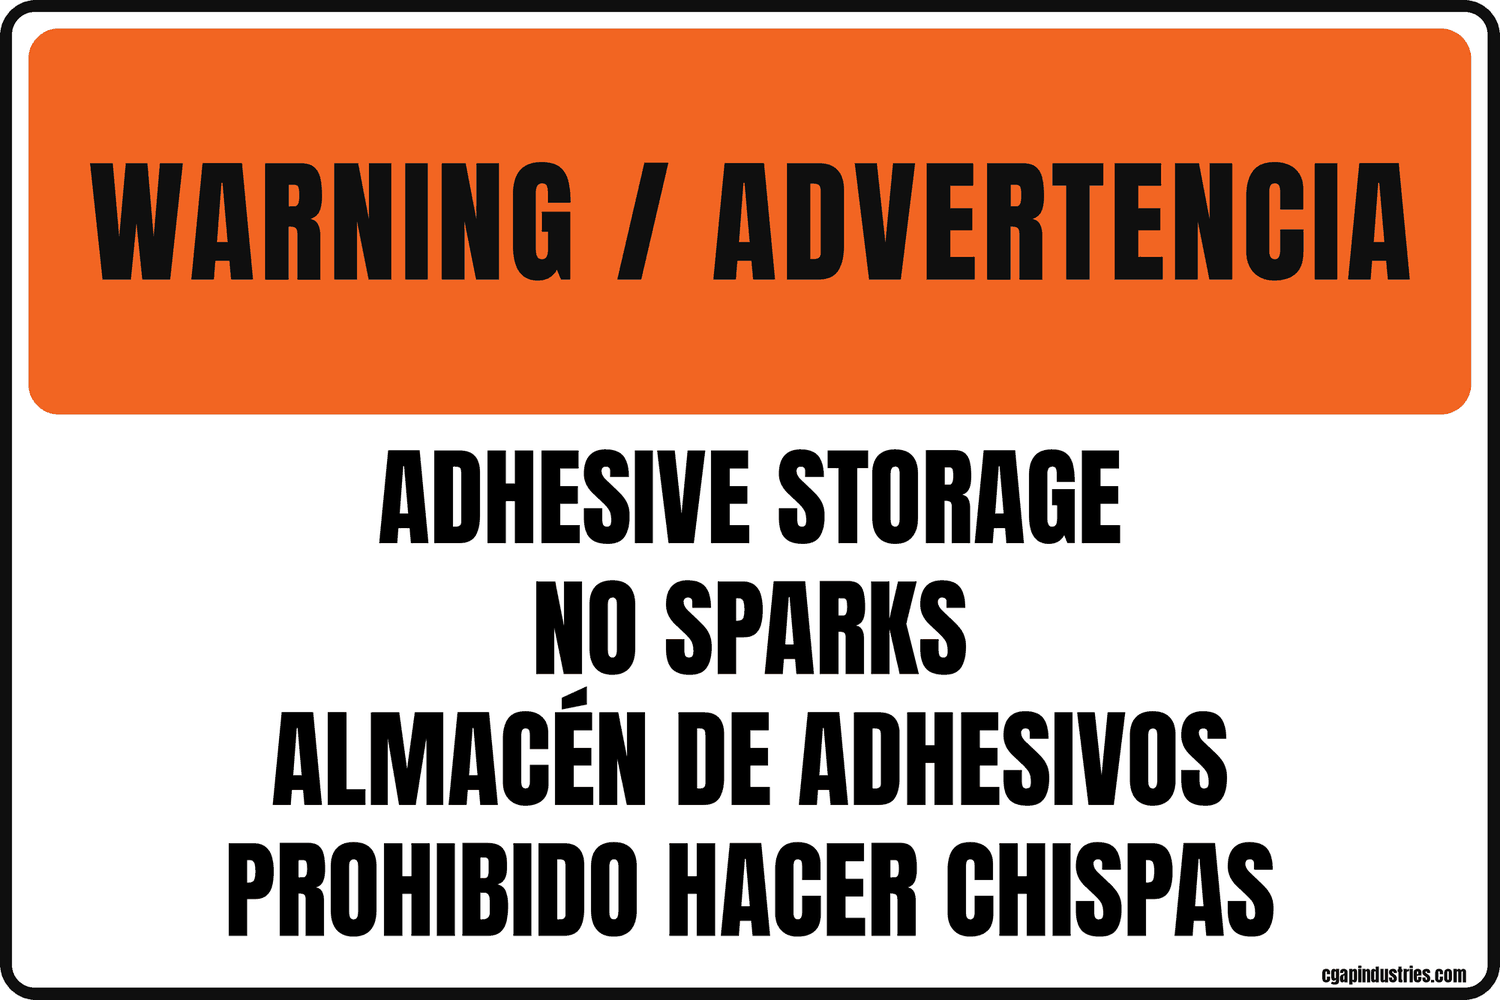 WARNING / ADVERTENCIA
ADHESIVE STORAGE
NO SPARKS
ALMACÉN DE ADHESIVOS
PROHIBIDO HACER CHISPAS
cgapindustries.com